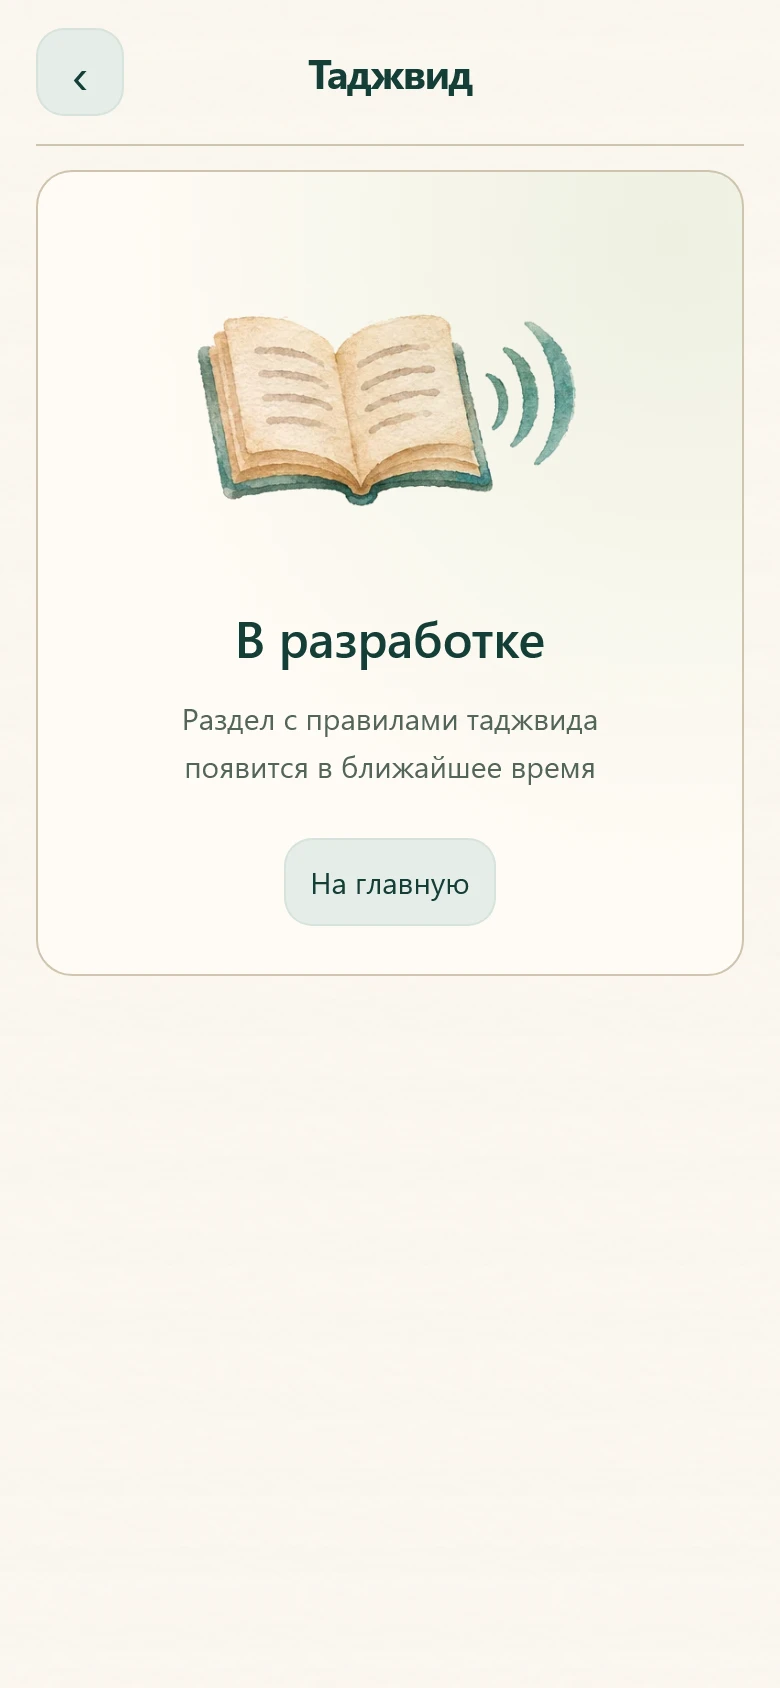 ‹
Таджвид
В разработке
Раздел с правилами таджвида
появится в ближайшее время
На главную